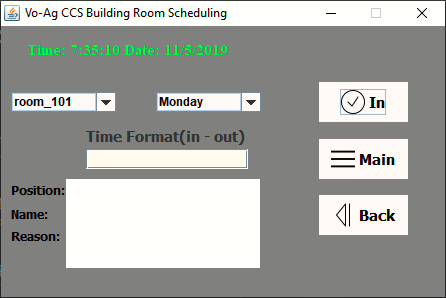 Vo-Ag CCS Building Room Scheduling
Time: 7:35:10 Date: 11/5/2019
room_101
Monday
In
Time Format(in - out)
Main
Position:
Name:
Reason:
Back